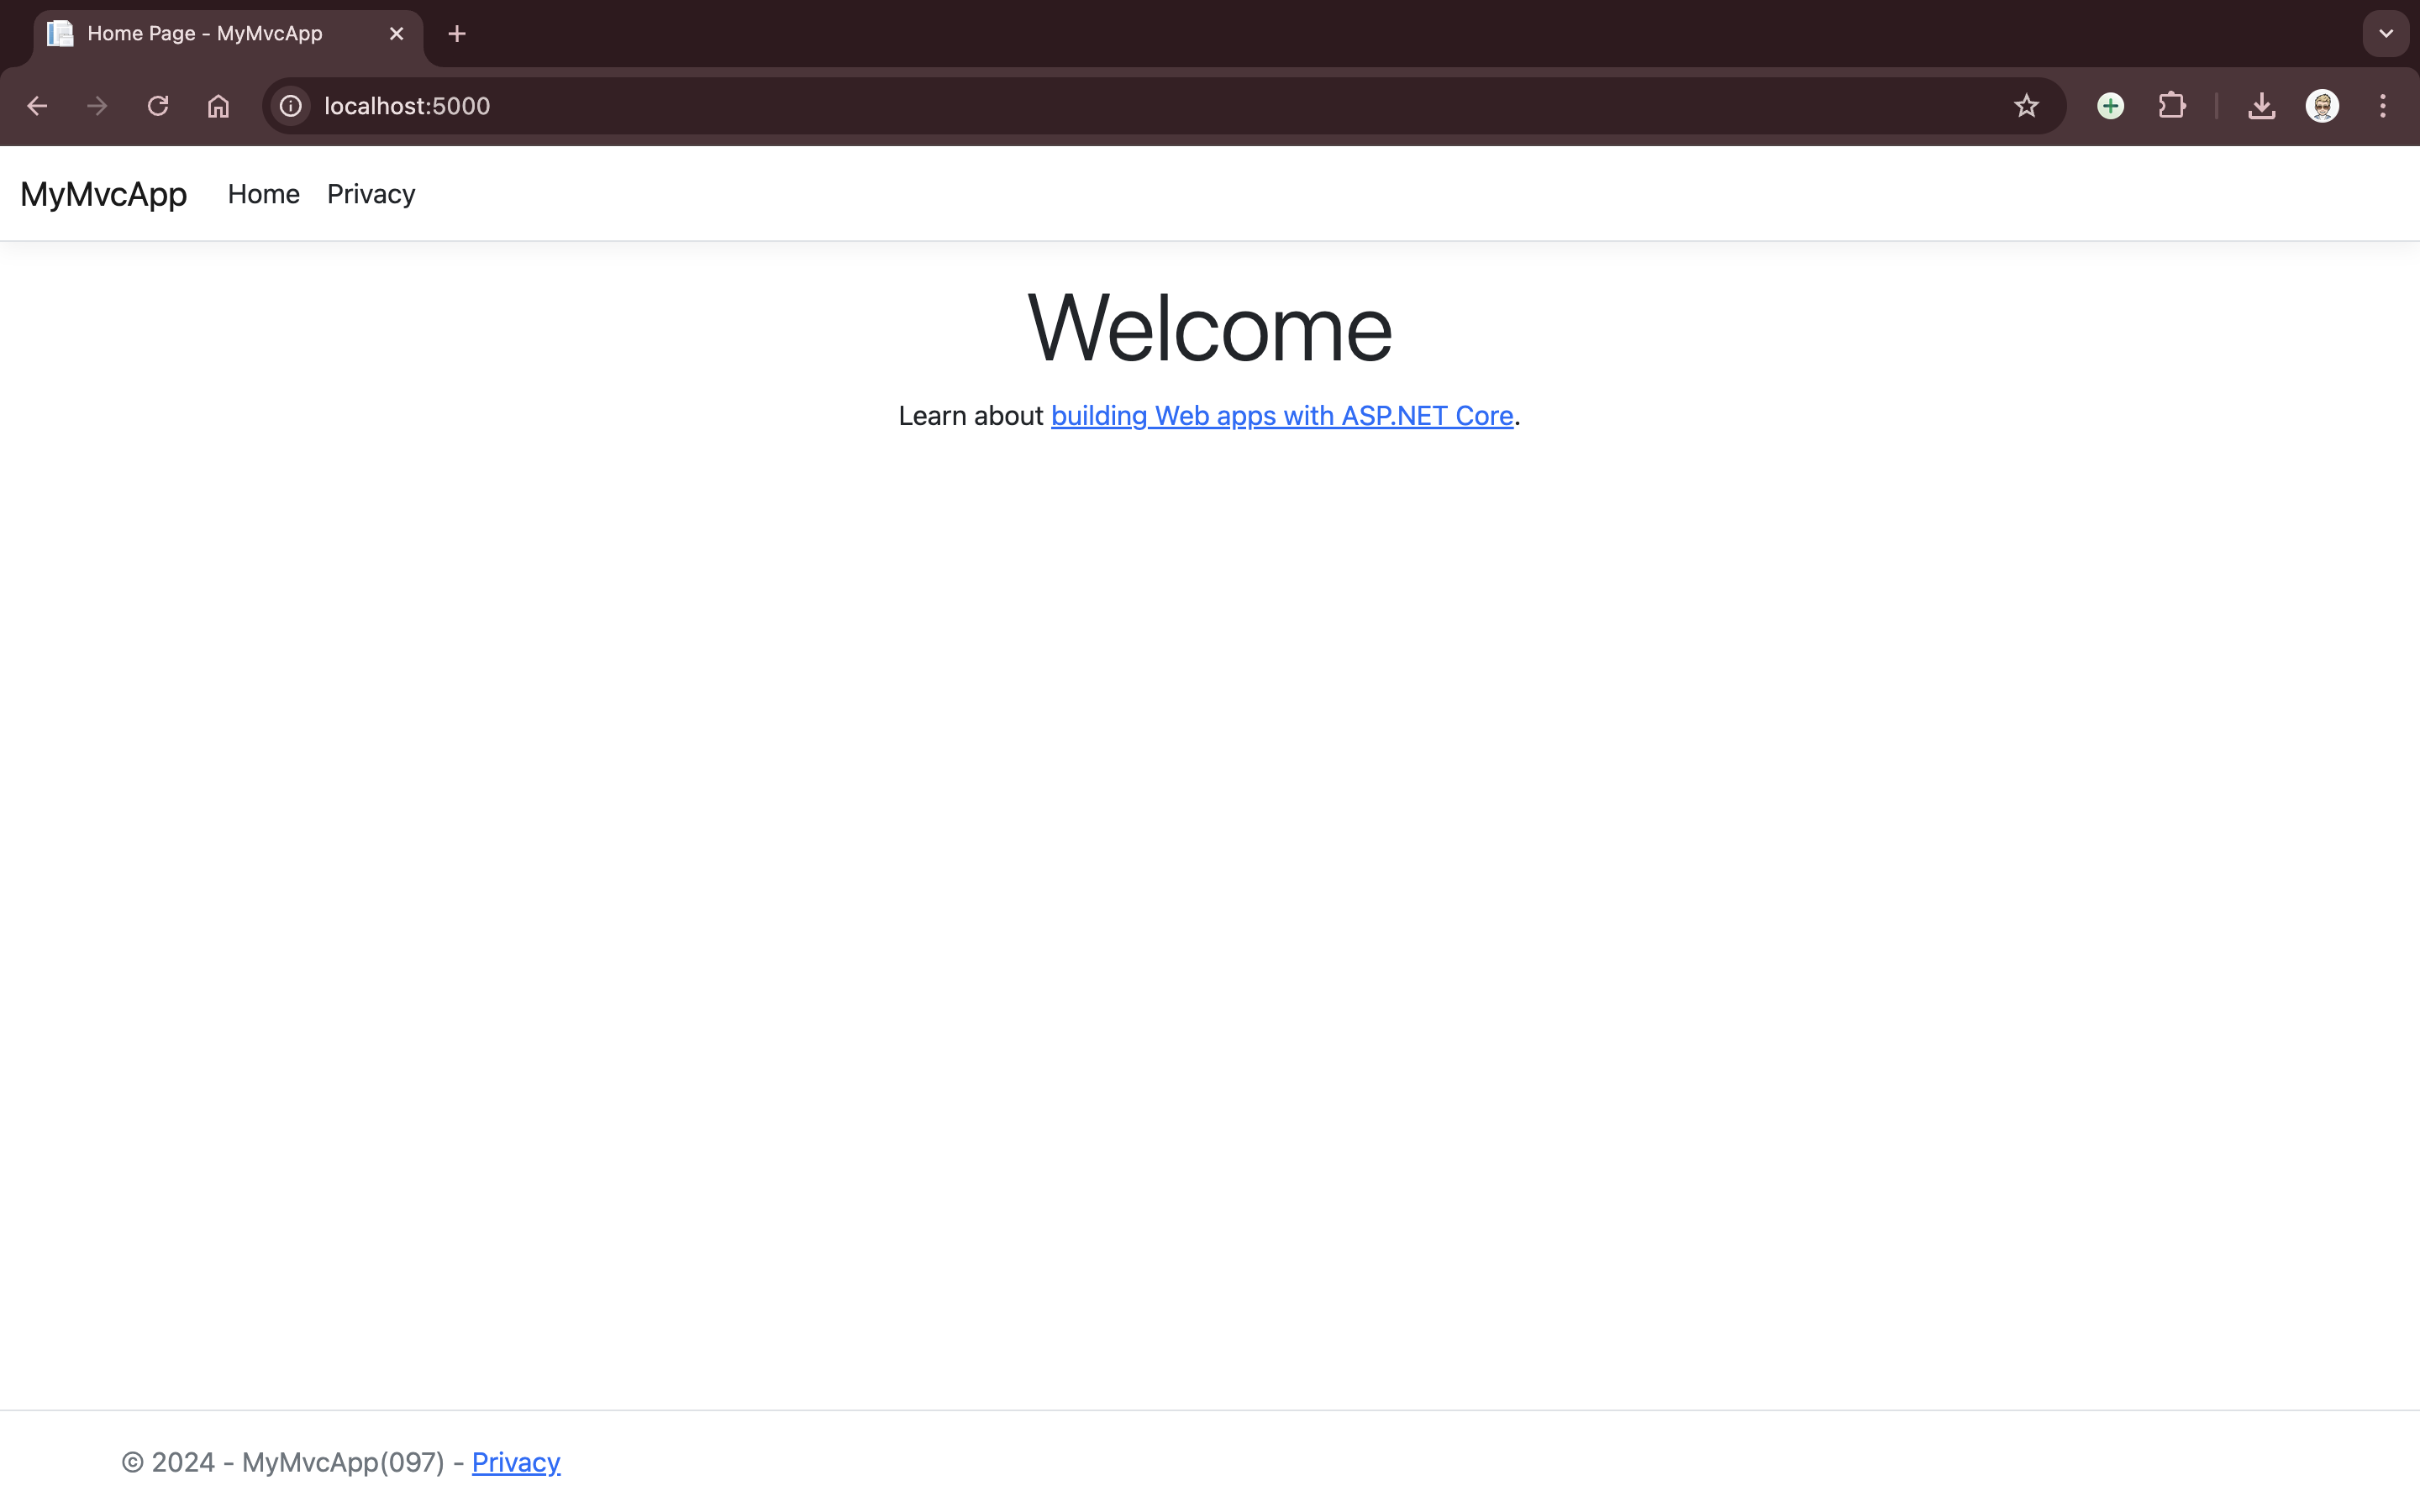 Home Page - MyMvcApp
localhost:5000
MyMvcApp Home Privacy
Welcome
Learn about building Web apps with ASP.NET Core.
© 2024 - MyMvcApp(097) - Privacy